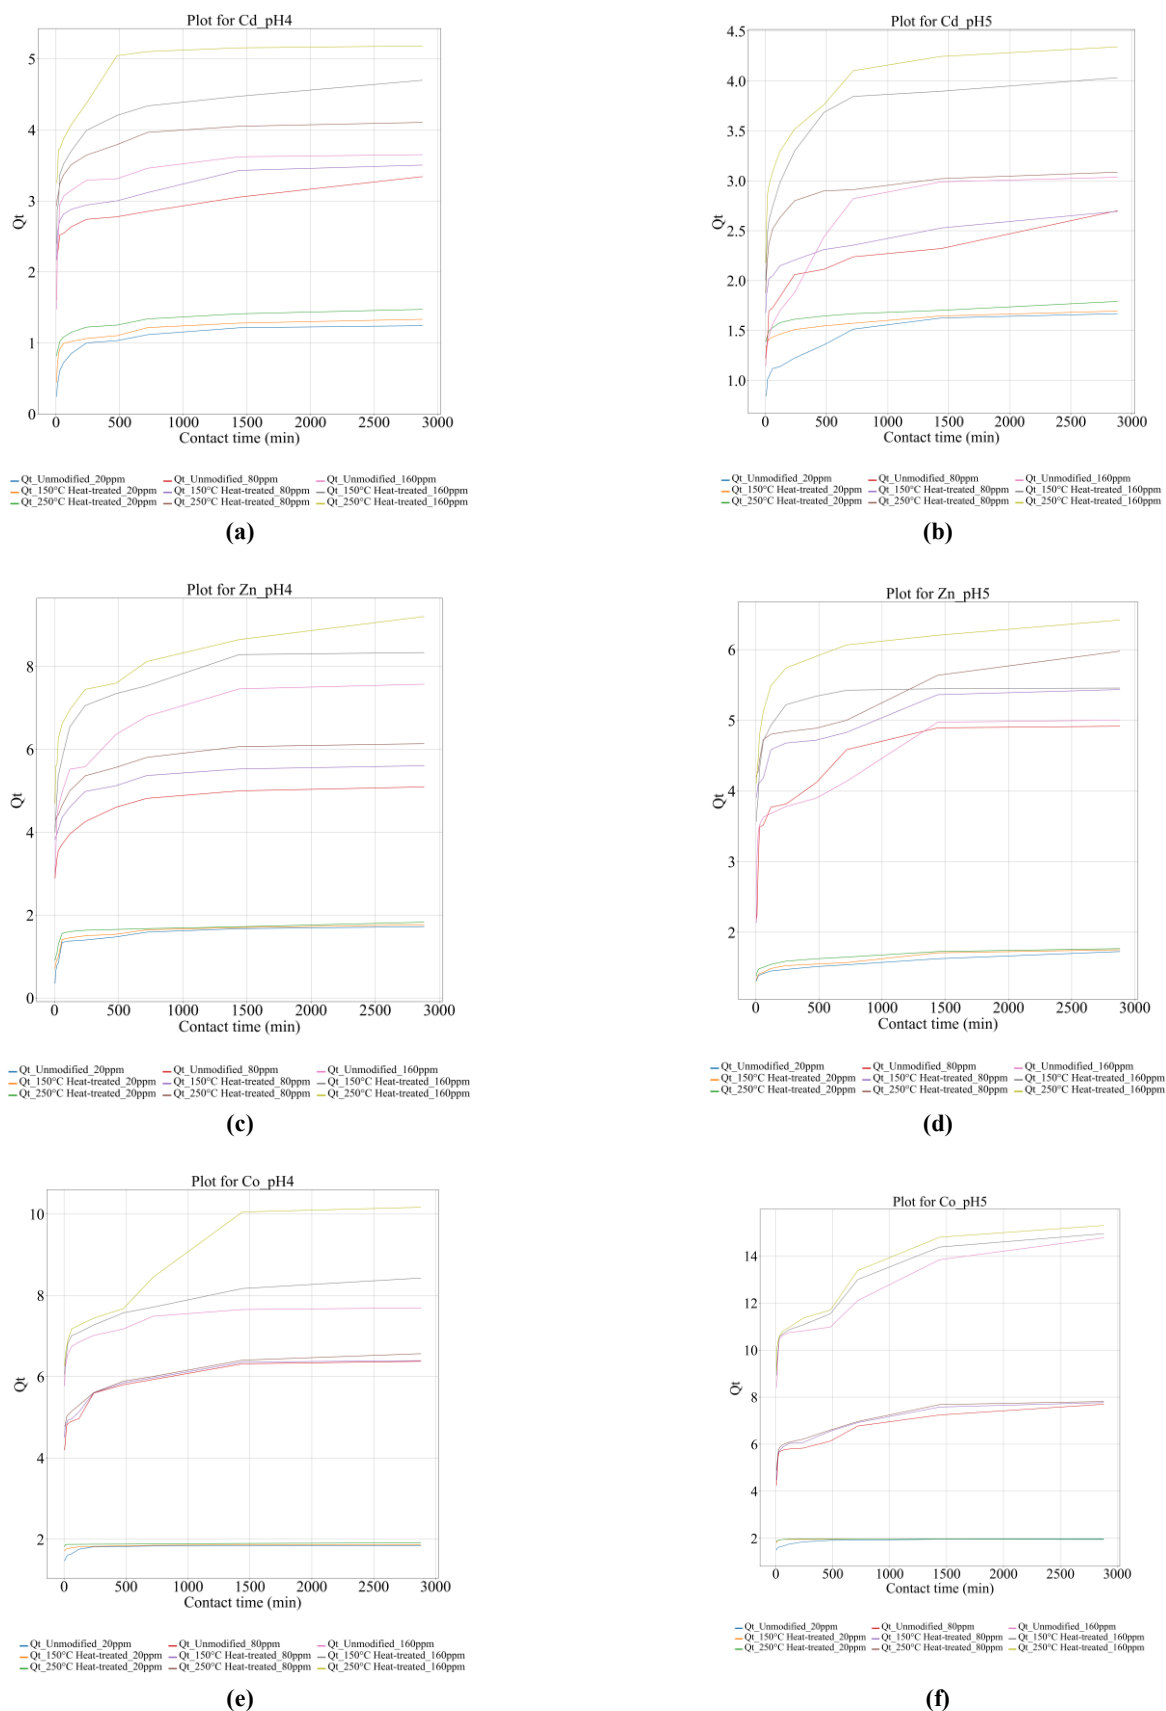 Plot for Cd_pH4
5
4
3
2
1
0
Qt
0 500 1000 1500 2000 2500 3000
Contact time (min)
Qt_Unmodified_20ppm Qt_Unmodified_80ppm Qt_Unmodified_160ppm
Qt_150°C Heat-treated_20ppm Qt_150°C Heat-treated_80ppm Qt_150°C Heat-treated_160ppm
Qt_250°C Heat-treated_20ppm Qt_250°C Heat-treated_80ppm Qt_250°C Heat-treated_160ppm
(a)
Plot for Cd_pH5
4.5
4.0
3.5
3.0
2.5
2.0
1.5
1.0
Qt
0 500 1000 1500 2000 2500 3000
Contact time (min)
Qt_Unmodified_20ppm Qt_Unmodified_80ppm Qt_Unmodified_160ppm
Qt_150°C Heat-treated_20ppm Qt_150°C Heat-treated_80ppm Qt_150°C Heat-treated_160ppm
Qt_250°C Heat-treated_20ppm Qt_250°C Heat-treated_80ppm Qt_250°C Heat-treated_160ppm
(b)
Plot for Zn_pH4
8
6
4
2
0
Qt
0 500 1000 1500 2000 2500 3000
Contact time (min)
Qt_Unmodified_20ppm Qt_Unmodified_80ppm Qt_Unmodified_160ppm
Qt_150°C Heat-treated_20ppm Qt_150°C Heat-treated_80ppm Qt_150°C Heat-treated_160ppm
Qt_250°C Heat-treated_20ppm Qt_250°C Heat-treated_80ppm Qt_250°C Heat-treated_160ppm
(c)
Plot for Zn_pH5
6
5
4
3
2
Qt
0 500 1000 1500 2000 2500 3000
Contact time (min)
Qt_Unmodified_20ppm Qt_Unmodified_80ppm Qt_Unmodified_160ppm
Qt_150°C Heat-treated_20ppm Qt_150°C Heat-treated_80ppm Qt_150°C Heat-treated_160ppm
Qt_250°C Heat-treated_20ppm Qt_250°C Heat-treated_80ppm Qt_250°C Heat-treated_160ppm
(d)
Plot for Co_pH4
10
8
6
4
2
Qt
0 500 1000 1500 2000 2500 3000
Contact time (min)
Qt_Unmodified_20ppm Qt_Unmodified_80ppm Qt_Unmodified_160ppm
Qt_150°C Heat-treated_20ppm Qt_150°C Heat-treated_80ppm Qt_150°C Heat-treated_160ppm
Qt_250°C Heat-treated_20ppm Qt_250°C Heat-treated_80ppm Qt_250°C Heat-treated_160ppm
(e)
Plot for Co_pH5
14
12
10
8
6
4
2
Qt
0 500 1000 1500 2000 2500 3000
Contact time (min)
Qt_Unmodified_20ppm Qt_Unmodified_80ppm Qt_Unmodified_160ppm
Qt_150°C Heat-treated_20ppm Qt_150°C Heat-treated_80ppm Qt_150°C Heat-treated_160ppm
Qt_250°C Heat-treated_20ppm Qt_250°C Heat-treated_80ppm Qt_250°C Heat-treated_160ppm
(f)